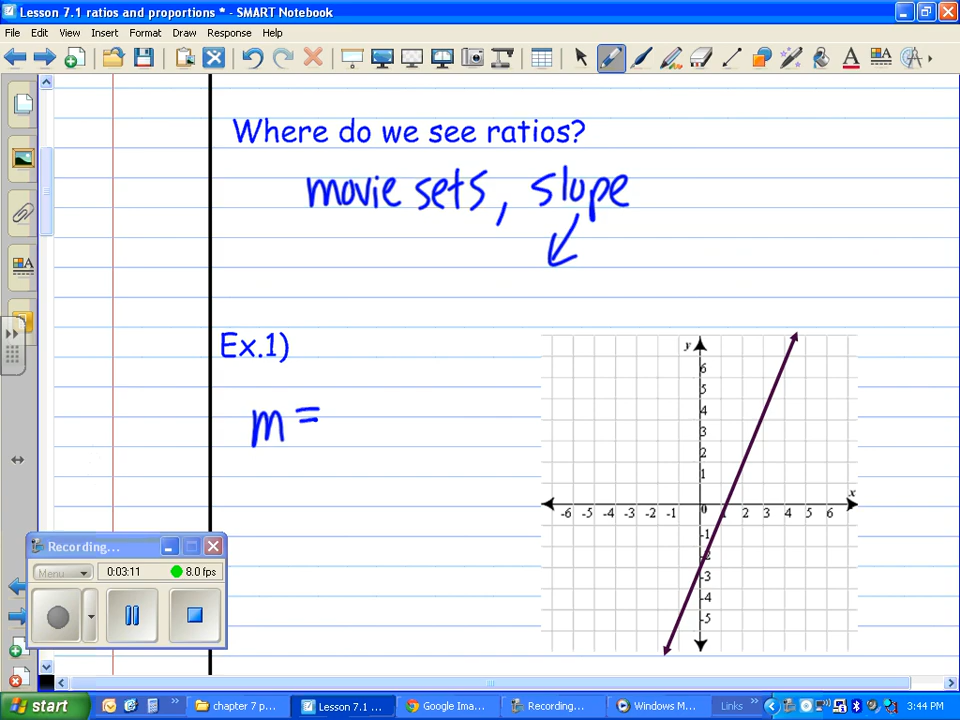 Lesson 7.1 ratios and proportions * - SMART Notebook
File Edit View Insert Format Draw Response Help
Where do we see ratios?
movie sets, slope
Ex.1)
m =
y
6
5
4
3
2
1
x
-6 -5 -4 -3 -2 -1 0 1 2 3 4 5 6
-1
-2
-3
-4
-5
Recording...
Menu 0:03:11 8.0 fps
start chapter 7 p... Lesson 7.1 ... Google Ima... Recording... Windows M... Links 3:44 PM